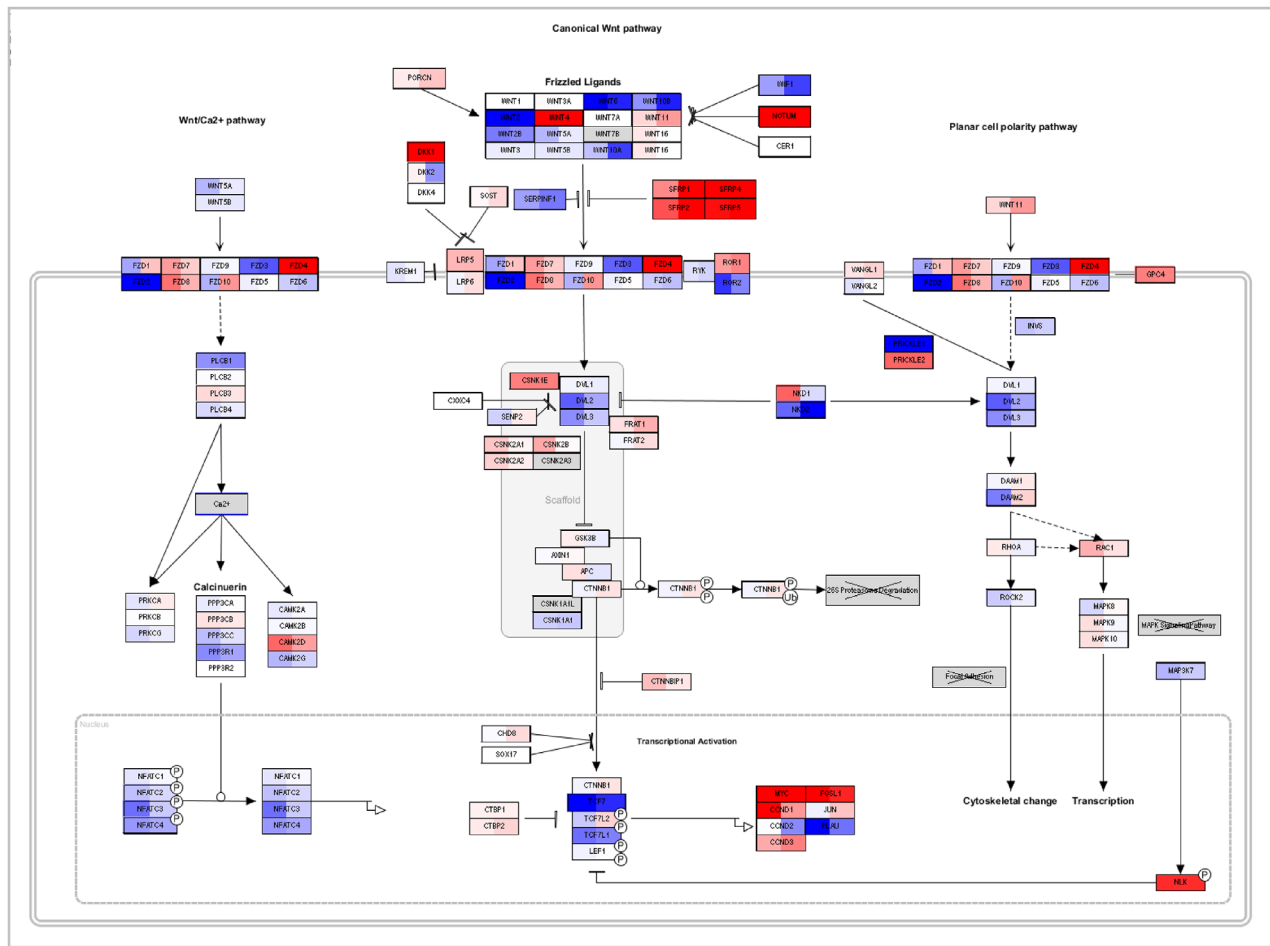 Canonical Wnt pathway
Wnt/Ca2+ pathway
Planar cell polarity pathway
Frizzled Ligands
PORCN
WNT1 WNT3A WNT6 WNT10B
WNT2 WNT4 WNT7A WNT11
WNT2B WNT5A WNT7B WNT16
WNT3 WNT5B WNT10A WNT16
WIF1
NOTUM
CER1
DKK1
DKK2
DKK4
SOST
SERPINF1
SFRP1 SFRP4
SFRP2 SFRP5
WNT5A
WNT5B
WNT11
FZD1 FZD7 FZD9 FZD3 FZD4
FZD2 FZD8 FZD10 FZD5 FZD6
KREM1
LRP5
LRP6
FZD1 FZD7 FZD9 FZD3 FZD4
FZD2 FZD8 FZD10 FZD5 FZD6
RYK
ROR1
ROR2
VANGL1
VANGL2
FZD1 FZD7 FZD9 FZD3 FZD4
FZD2 FZD8 FZD10 FZD5 FZD6
GPC4
INVS
PRICKLE1
PRICKLE2
PLCB1
PLCB2
PLCB3
PLCB4
CSNK1E
CXXC4
SENP2
DVL1
DVL2
DVL3
FRAT1
FRAT2
NKD1
NKD2
DVL1
DVL2
DVL3
CSNK2A1 CSNK2B
CSNK2A2 CSNK2A3
Scaffold
Ca2+
DAAM1
DAAM2
GSK3B
AXIN1
APC
CTNNB1
CSNK1A1L
CSNK1A1
CTNNB1
P
P
CTNNB1
P
Ub
26S Proteasome Degradation
RHOA
RAC1
ROCK2
MAPK8
MAPK9
MAPK10
MAPK Signaling Pathway
Calcinuerin
PRKCA
PRKCB
PRKCG
PPP3CA
PPP3CB
PPP3CC
PPP3R1
PPP3R2
CAMK2A
CAMK2B
CAMK2D
CAMK2G
CTNNBIP1
Focal Adhesion
MAP3K7
Nucleus
CHD8
SOX17
Transcriptional Activation
NFATC1 P
NFATC2 P
NFATC3 P
NFATC4 P
NFATC1
NFATC2
NFATC3
NFATC4
CTBP1
CTBP2
CTNNB1
TCF7
TCF7L2 P
TCF7L1 P
LEF1 P
P
MYC FOSL1
CCND1 JUN
CCND2 PLAU
CCND3
Cytoskeletal change
Transcription
NLK P